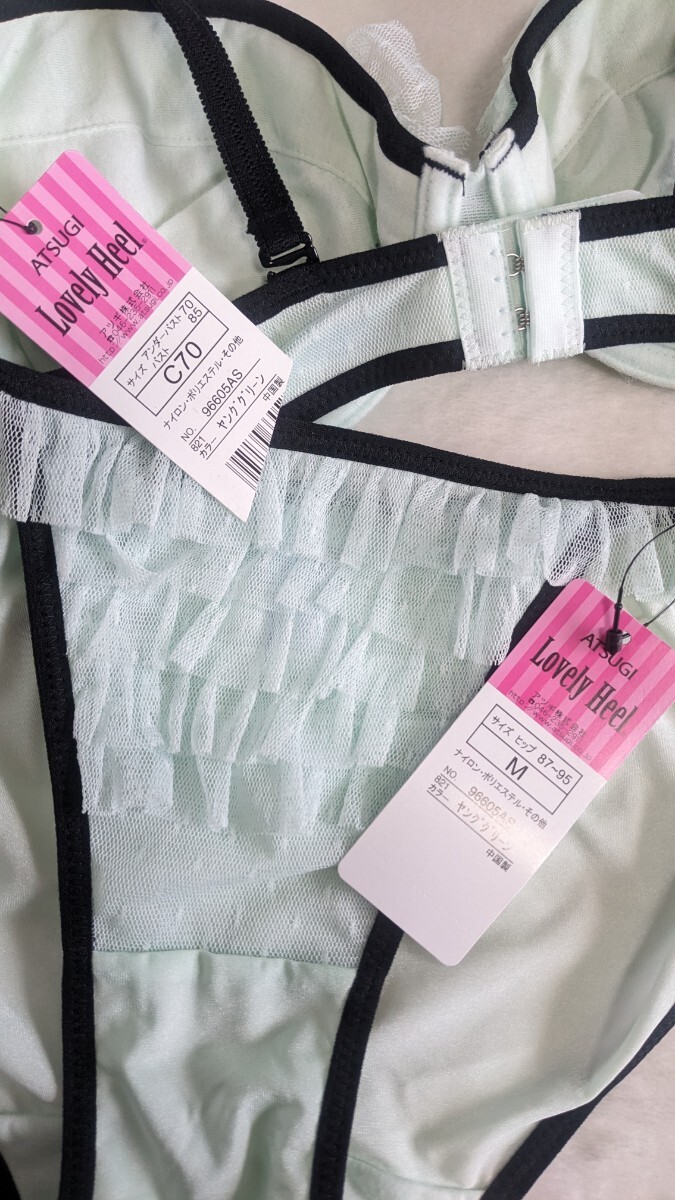 ATSUGI
Lovely Heel
アツギ株式会社
サイズ アンダーバスト70
バスト 85
C70
ナイロン・ポリエステル・その他
NO. 96605AS
821
カラー ヤンググリーン
中国製
ATSUGI
Lovely Heel
アツギ株式会社
サイズ ヒップ 87~95
M
ナイロン・ポリエステル・その他
NO. 96605AS
821
カラー ヤンググリーン
中国製